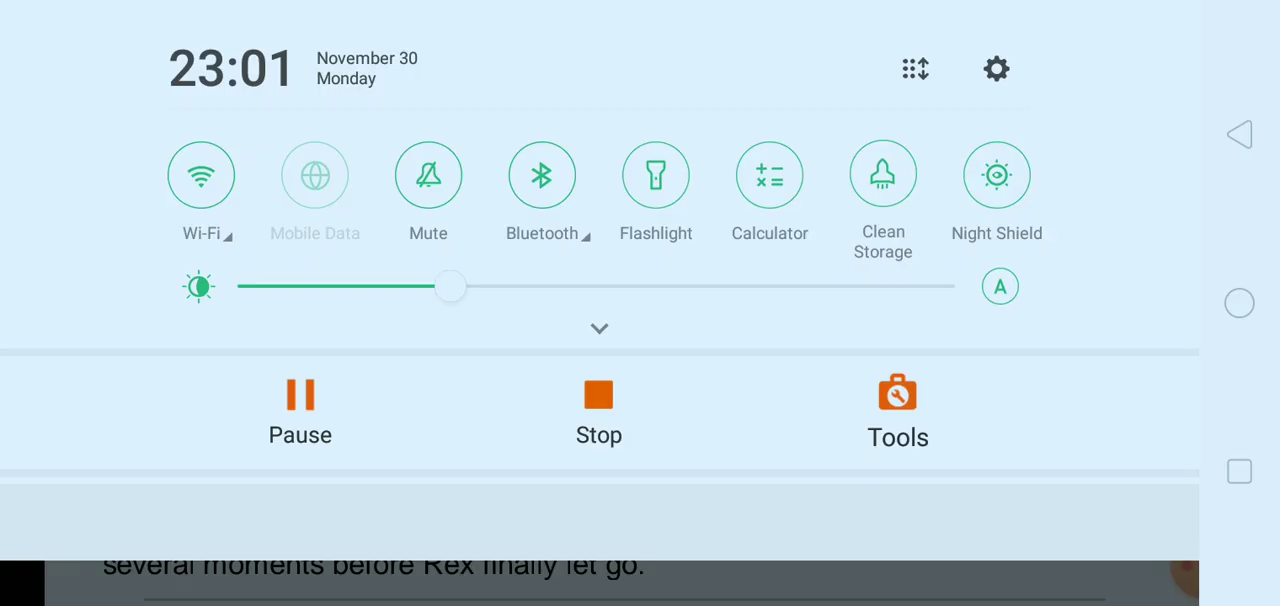 23:01
November 30
Monday
Wi-Fi
Mobile Data
Mute
Bluetooth
Flashlight
Calculator
Clean
Storage
Night Shield
A
Pause
Stop
Tools
several moments before Rex finally let go.